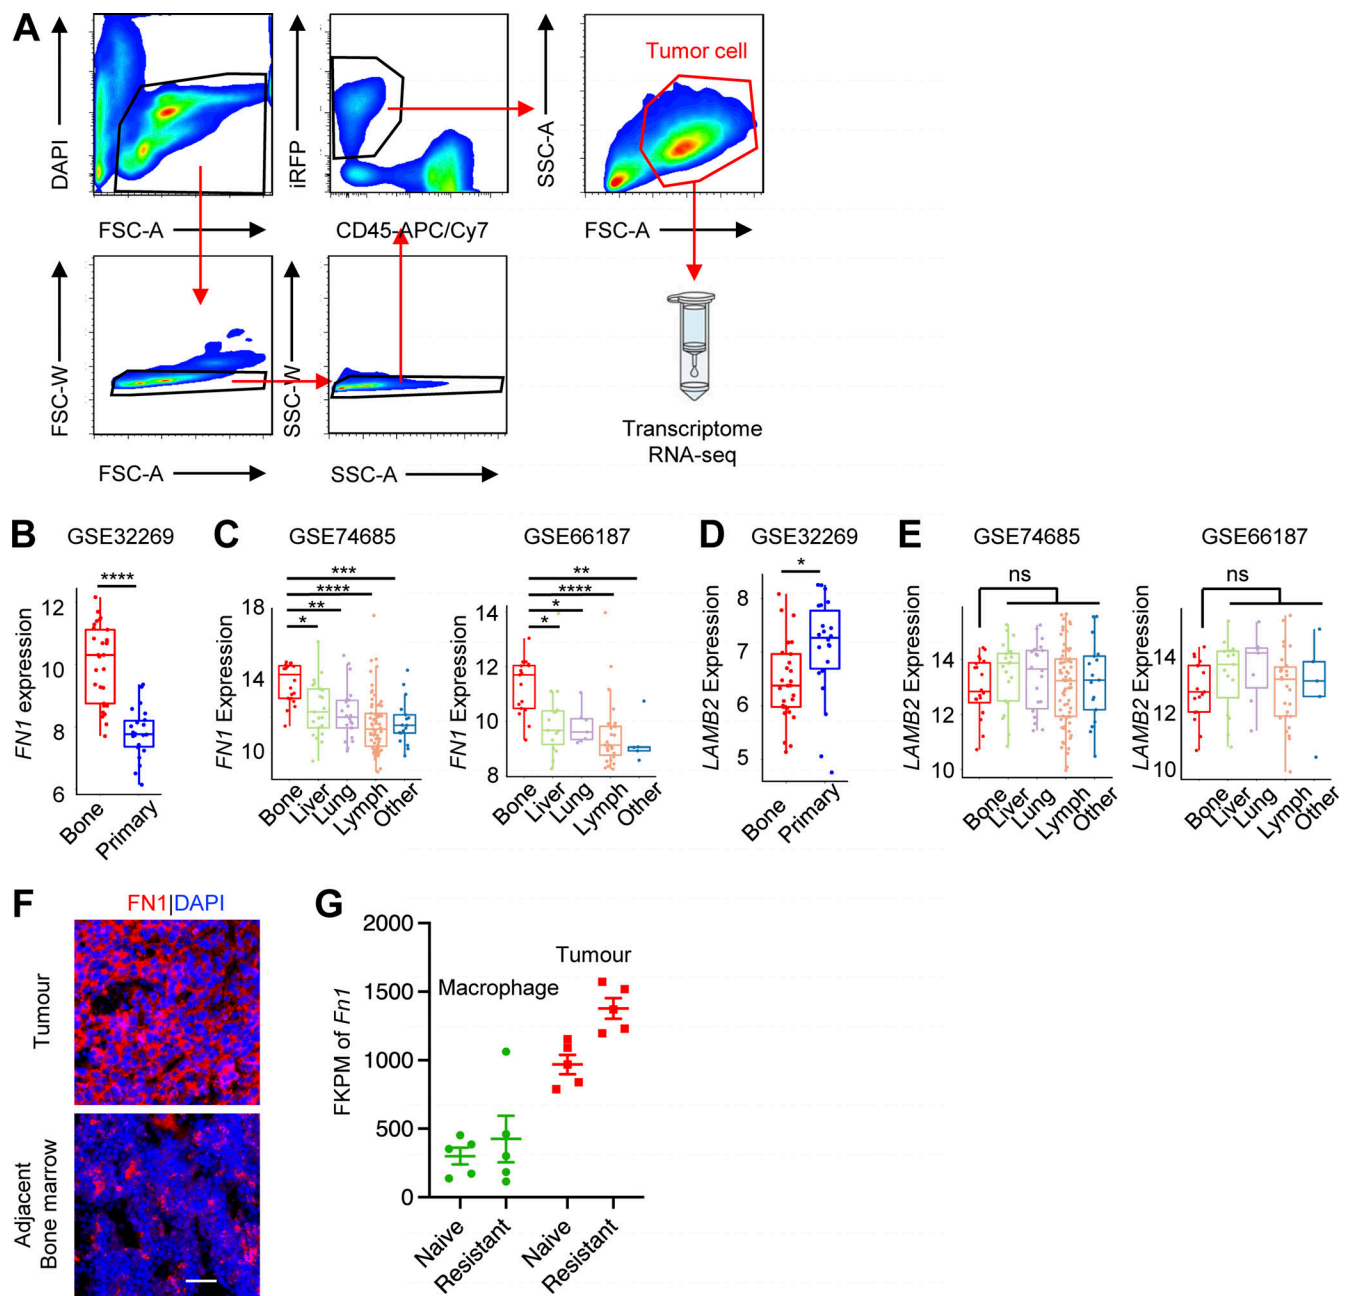 A
DAPI
FSC-A
iRFP
CD45-APC/Cy7
SSC-A
Tumor cell
FSC-A
FSC-W
FSC-A
SSC-W
SSC-A
Transcriptome
RNA-seq
B
GSE32269
****
FN1 expression
12
10
8
6
Bone
Primary
C
GSE74685
***
****
**
*
FN1 Expression
18
14
10
Bone
Liver
Lung
Lymph
Other
GSE66187
**
****
*
*
FN1 Expression
14
12
10
8
Bone
Liver
Lung
Lymph
Other
D
GSE32269
*
LAMB2 Expression
8
7
6
5
Bone
Primary
E
GSE74685
ns
LAMB2 Expression
14
12
10
Bone
Liver
Lung
Lymph
Other
GSE66187
ns
LAMB2 Expression
14
12
10
Bone
Liver
Lung
Lymph
Other
F
FN1|DAPI
Tumour
Adjacent
Bone marrow
G
FKPM of Fn1
2000
1500
1000
500
0
Macrophage
Tumour
Naive
Resistant
Naive
Resistant